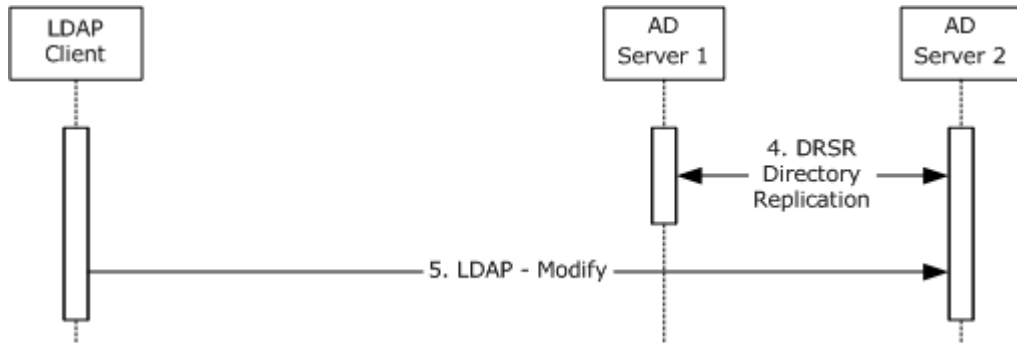 LDAP
Client
AD
Server 1
AD
Server 2
4. DRSR
Directory
Replication
5. LDAP - Modify